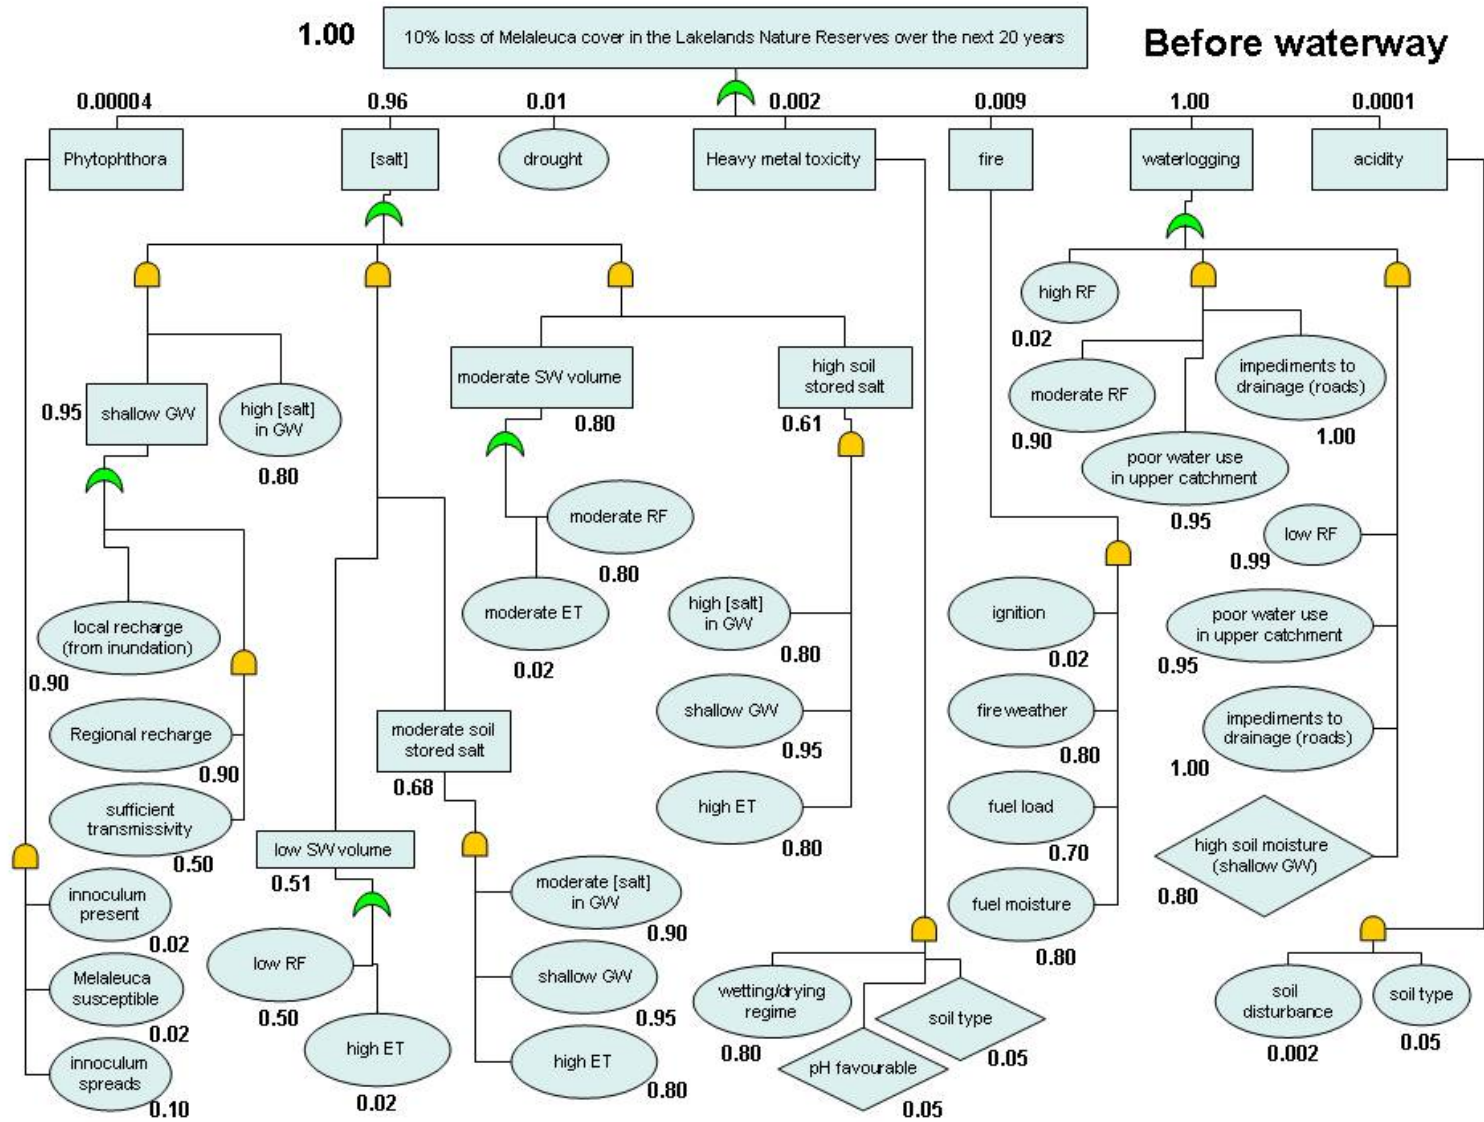 1.00
10% loss of Melaleuca cover in the Lakelands Nature Reserves over the next 20 years
Before waterway
0.00004
0.96
0.01
0.002
0.009
1.00
0.0001
Phytophthora
[salt]
drought
Heavy metal toxicity
fire
waterlogging
acidity
0.95
shallow GW
high [salt]
in GW
0.80
moderate SW volume
0.80
high soil
stored salt
0.61
high RF
0.02
moderate RF
0.90
impediments to
drainage (roads)
1.00
poor water use
in upper catchment
0.95
moderate RF
0.80
moderate ET
0.02
low RF
0.99
local recharge
(from inundation)
0.90
Regional recharge
0.90
sufficient
transmissivity
0.50
moderate soil
stored salt
0.68
high [salt]
in GW
0.80
shallow GW
0.95
high ET
0.80
ignition
0.02
fire weather
0.80
fuel load
0.70
fuel moisture
0.80
poor water use
in upper catchment
0.95
impediments to
drainage (roads)
1.00
high soil moisture
(shallow GW)
0.80
low SW volume
0.51
innoculum
present
0.02
Melaleuca
susceptible
0.02
innoculum
spreads
0.10
low RF
0.50
high ET
0.02
moderate [salt]
in GW
0.90
shallow GW
0.95
high ET
0.80
wetting/drying
regime
0.80
pH favourable
0.05
soil type
0.05
soil
disturbance
0.002
soil type
0.05